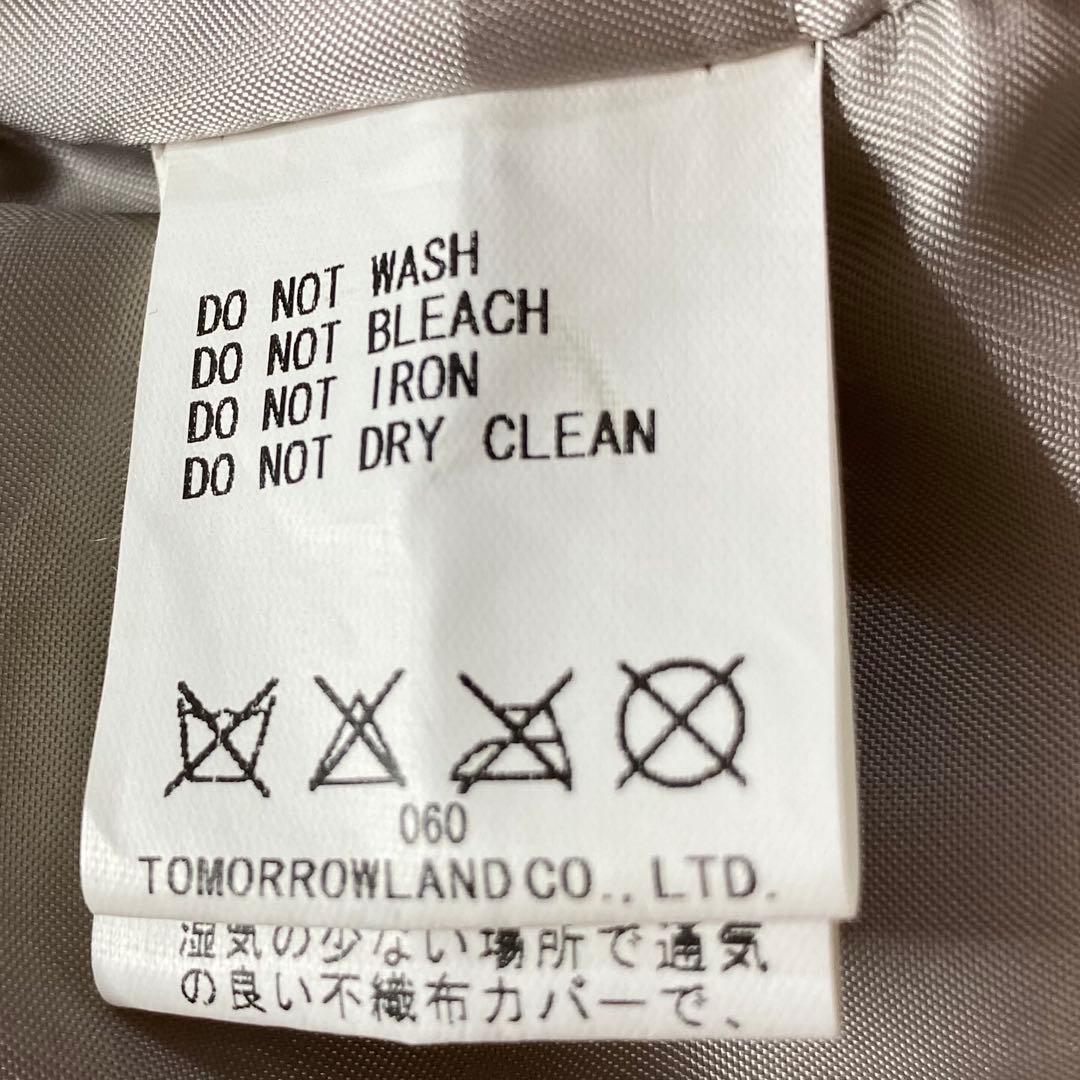 DO NOT WASH
DO NOT BLEACH
DO NOT IRON
DO NOT DRY CLEAN
060
TOMORROWLAND CO., LTD.
湿気の少ない場所で通気
の良い不織布カバーで、